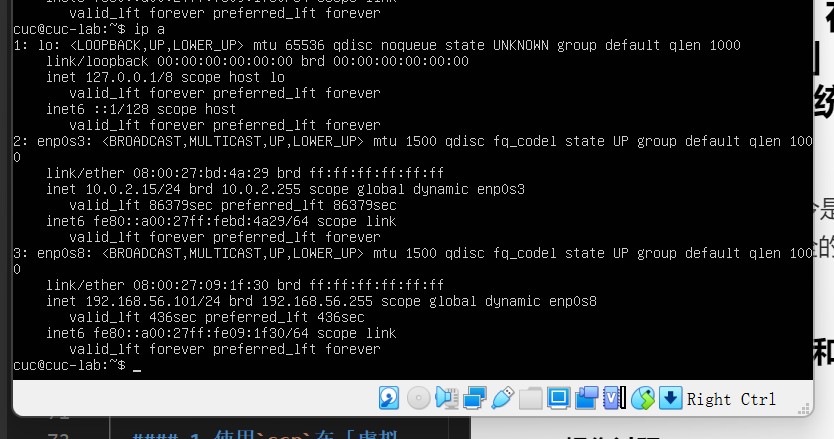 valid_lft forever preferred_lft forever
cuc@cuc-lab:~$ ip a
1: lo: <LOOPBACK,UP,LOWER_UP> mtu 65536 qdisc noqueue state UNKNOWN group default qlen 1000
    link/loopback 00:00:00:00:00:00 brd 00:00:00:00:00:00
    inet 127.0.0.1/8 scope host lo
       valid_lft forever preferred_lft forever
    inet6 ::1/128 scope host
       valid_lft forever preferred_lft forever
2: enp0s3: <BROADCAST,MULTICAST,UP,LOWER_UP> mtu 1500 qdisc fq_codel state UP group default qlen 100
0
    link/ether 08:00:27:bd:4a:29 brd ff:ff:ff:ff:ff:ff
    inet 10.0.2.15/24 brd 10.0.2.255 scope global dynamic enp0s3
       valid_lft 86379sec preferred_lft 86379sec
    inet6 fe80::a00:27ff:febd:4a29/64 scope link
       valid_lft forever preferred_lft forever
3: enp0s8: <BROADCAST,MULTICAST,UP,LOWER_UP> mtu 1500 qdisc fq_codel state UP group default qlen 100
0
    link/ether 08:00:27:09:1f:30 brd ff:ff:ff:ff:ff:ff
    inet 192.168.56.101/24 brd 192.168.56.255 scope global dynamic enp0s8
       valid_lft 436sec preferred_lft 436sec
    inet6 fe80::a00:27ff:fe09:1f30/64 scope link
       valid_lft forever preferred_lft forever
cuc@cuc-lab:~$ _
Right Ctrl
#### 1.使用`scp`在「虚拟